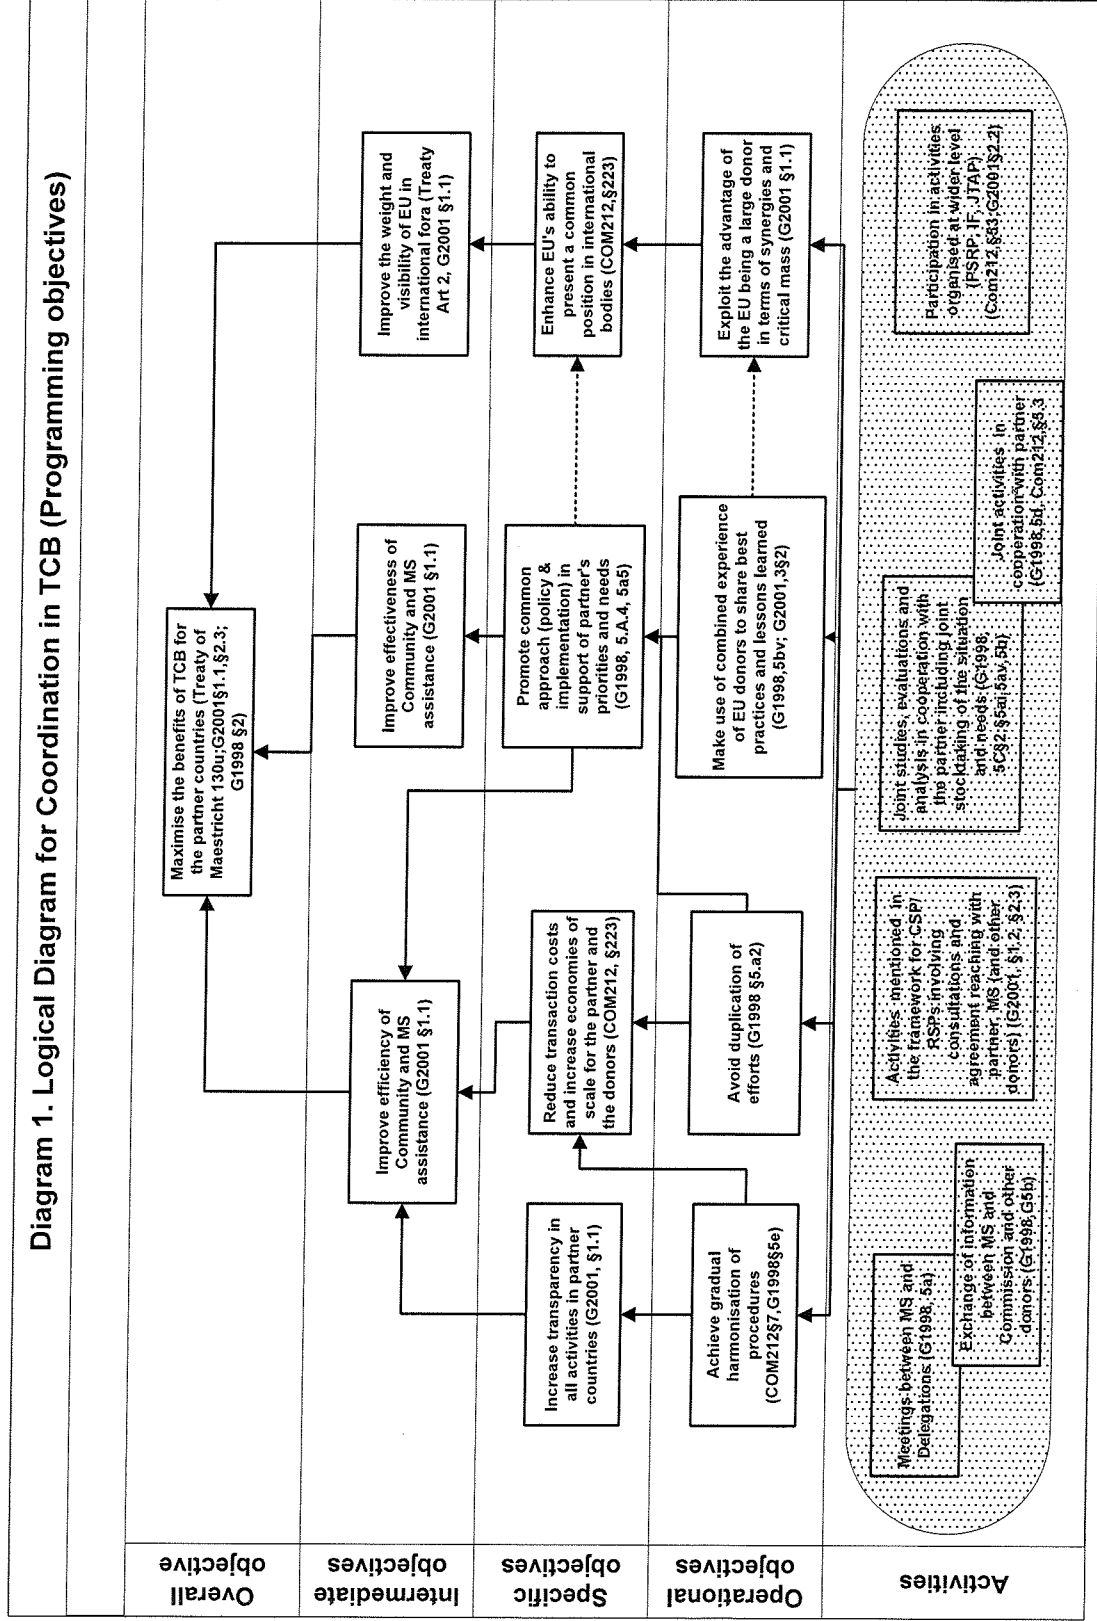 Diagram 1. Logical Diagram for Coordination in TCB (Programming objectives)
Overall
objective
Maximise the benefits of TCB for
the partner countries (Treaty of
Maestricht 130u;G2001§1.1,§2.3;
G1998 §2)
Intermediate
objectives
Improve efficiency of
Community and MS
assistance (G2001 §1.1)
Improve effectiveness of
Community and MS
assistance (G2001 §1.1)
Improve the weight and
visibility of EU in
international fora (Treaty
Art 2, G2001 §1.1)
Specific
objectives
Increase transparency in
all activities in partner
countries (G2001, §1.1)
Reduce transaction costs
and increase economies of
scale for the partner and
the donors (COM212, §223)
Promote common
approach (policy &
implementation) in
support of partner's
priorities and needs
(G1998, 5.A.4, 5a5)
Enhance EU's ability to
present a common
position in international
bodies (COM212,§223)
Operational
objectives
Achieve gradual
harmonisation of
procedures
(COM212§7,G1998§5e)
Avoid duplication of
efforts (G1998 §5.a2)
Make use of combined experience
of EU donors to share best
practices and lessons learned
(G1998,5bv; G2001,3§2)
Exploit the advantage of
the EU being a large donor
in terms of synergies and
critical mass (G2001 §1.1)
Activities
Meetings between MS and
Delegations (G1998, 5a)
Exchange of information
between MS and
Commission and other
donors (G1998,G5b)
Activities mentioned in
the framework for CSP/
RSPs involving
consultations and
agreement reaching with
partner, MS (and other
donors) (G2001, §1.2, §2.3)
Joint studies, evaluations and
analysis in cooperation with
the partner including joint
stocktaking of the situation
and needs (G1998;
5C§2;§5ai,5av,5b)
Joint activities in
cooperation with partner
(G1998,5d, Com212,§5.3
Participation in activities
organised at wider level
(PSRP, IF, JTAP)
(Com212,§53;G2001§2.2)